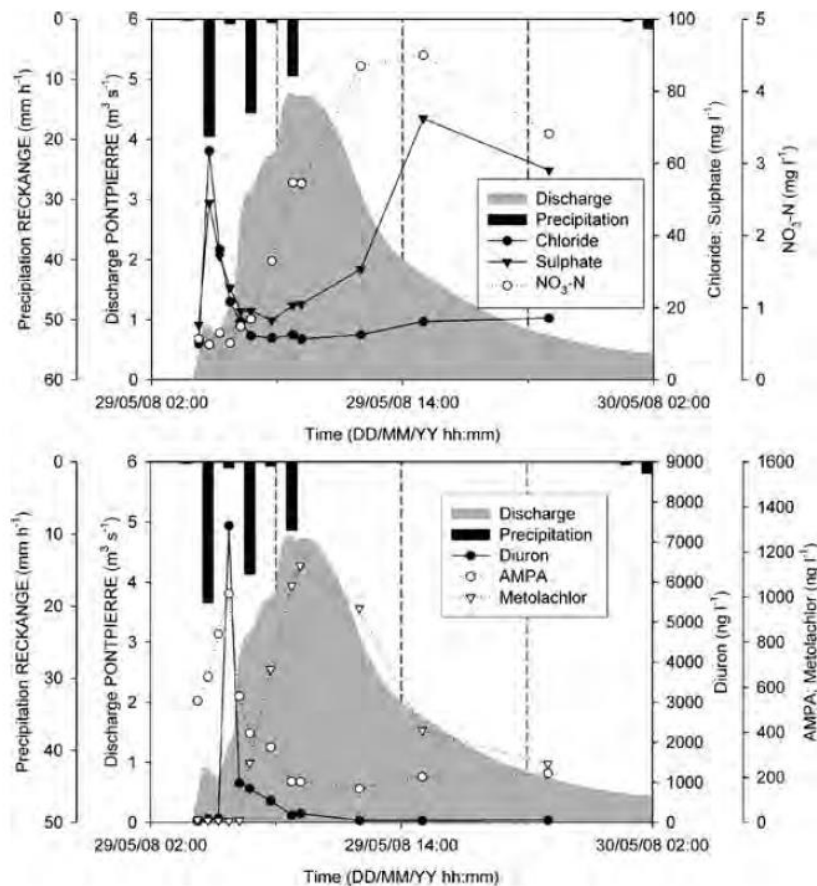 0 6 100 5
10 5 80 4
20 4 60 3
30 3 40 2
40 2 20 1
50 1 0 0
60 0
Precipitation RECKANGE (mm h⁻¹)
Discharge PONTPIERRE (m³ s⁻¹)
Chloride; Sulphate (mg l⁻¹)
NO₃-N (mg l⁻¹)
Discharge
Precipitation
Chloride
Sulphate
NO₃-N
29/05/08 02:00 29/05/08 14:00 30/05/08 02:00
Time (DD/MM/YY hh:mm)
0 6 9000 1600
10 5 8000 1400
20 4 7000 1200
30 3 6000 1000
40 2 5000 800
50 1 4000 600
0 3000 400
2000 200
1000 0
0
Precipitation RECKANGE (mm h⁻¹)
Discharge PONTPIERRE (m³ s⁻¹)
Diuron (ng l⁻¹)
AMPA; Metolachlor (ng l⁻¹)
Discharge
Precipitation
Diuron
AMPA
Metolachlor
29/05/08 02:00 29/05/08 14:00 30/05/08 02:00
Time (DD/MM/YY hh:mm)